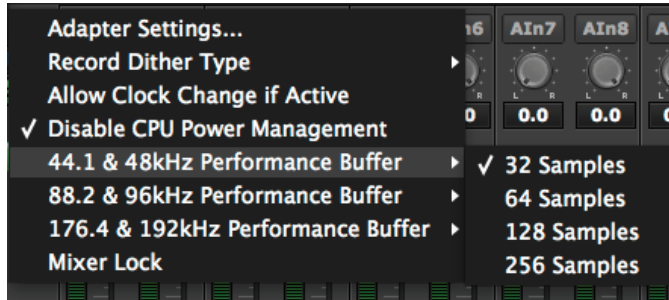 Adapter Settings...
Record Dither Type
Allow Clock Change if Active
✓ Disable CPU Power Management
44.1 & 48kHz Performance Buffer
88.2 & 96kHz Performance Buffer
176.4 & 192kHz Performance Buffer
Mixer Lock
✓ 32 Samples
64 Samples
128 Samples
256 Samples
AIn7 AIn8
L R L R
0.0 0.0